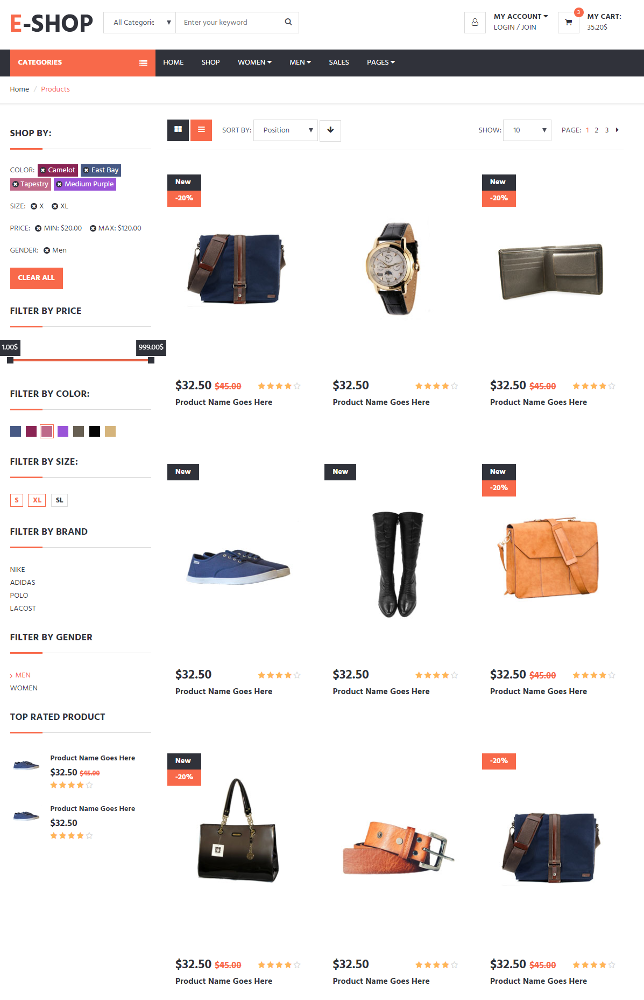 E-SHOP
All Categorie
Enter your keyword
MY ACCOUNT
LOGIN / JOIN
3
MY CART:
35.20$
CATEGORIES
HOME
SHOP
WOMEN
MEN
SALES
PAGES
Home / Products
SHOP BY:
COLOR: Camelot East Bay
Tapestry Medium Purple
SIZE: X XL
PRICE: MIN: $20.00 MAX: $120.00
GENDER: Men
CLEAR ALL
FILTER BY PRICE
1.00$ 999.00$
FILTER BY COLOR:
FILTER BY SIZE:
S XL SL
FILTER BY BRAND
NIKE
ADIDAS
POLO
LACOST
FILTER BY GENDER
MEN
WOMEN
TOP RATED PRODUCT
Product Name Goes Here
$32.50 $45.00
Product Name Goes Here
$32.50
SORT BY: Position
SHOW: 10
PAGE: 1 2 3
New
-20%
$32.50 $45.00
Product Name Goes Here
$32.50
Product Name Goes Here
New
-20%
$32.50 $45.00
Product Name Goes Here
New
$32.50
Product Name Goes Here
New
$32.50
Product Name Goes Here
New
-20%
$32.50 $45.00
Product Name Goes Here
New
-20%
$32.50 $45.00
Product Name Goes Here
$32.50
Product Name Goes Here
-20%
$32.50 $45.00
Product Name Goes Here